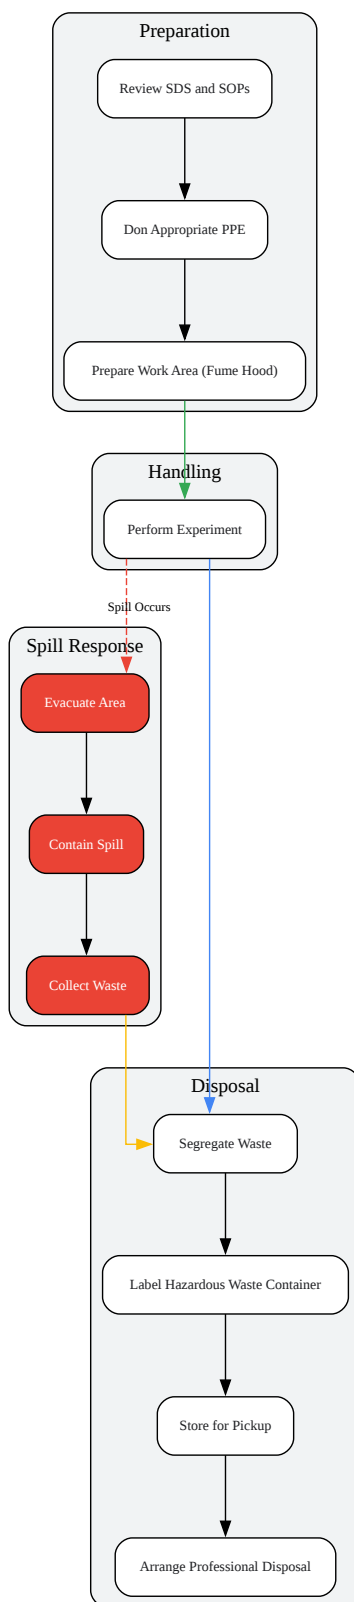 Preparation
Review SDS and SOPs
Don Appropriate PPE
Prepare Work Area (Fume Hood)
Handling
Perform Experiment
Spill Occurs
Spill Response
Evacuate Area
Contain Spill
Collect Waste
Disposal
Segregate Waste
Label Hazardous Waste Container
Store for Pickup
Arrange Professional Disposal